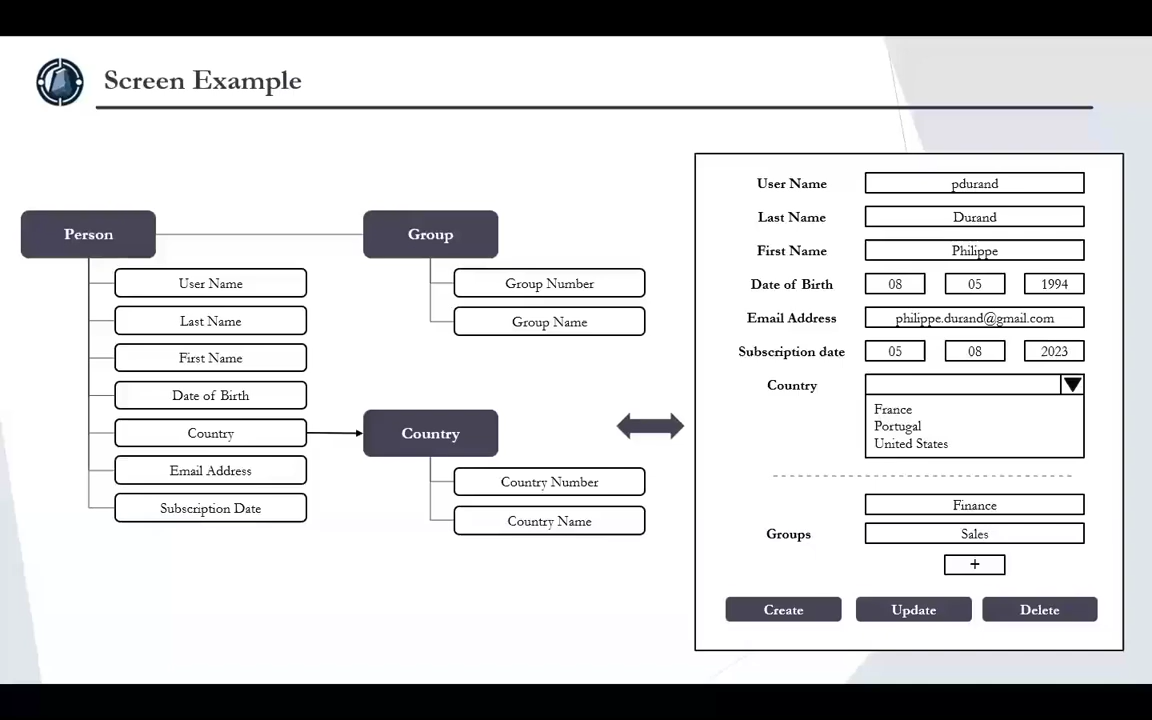 Screen Example
Person
User Name
Last Name
First Name
Date of Birth
Country
Email Address
Subscription Date
Group
Group Number
Group Name
Country
Country Number
Country Name
User Name pdurand
Last Name Durand
First Name Philippe
Date of Birth 08 05 1994
Email Address philippe.durand@gmail.com
Subscription date 05 08 2023
Country
France
Portugal
United States
Finance
Groups Sales
+
Create Update Delete